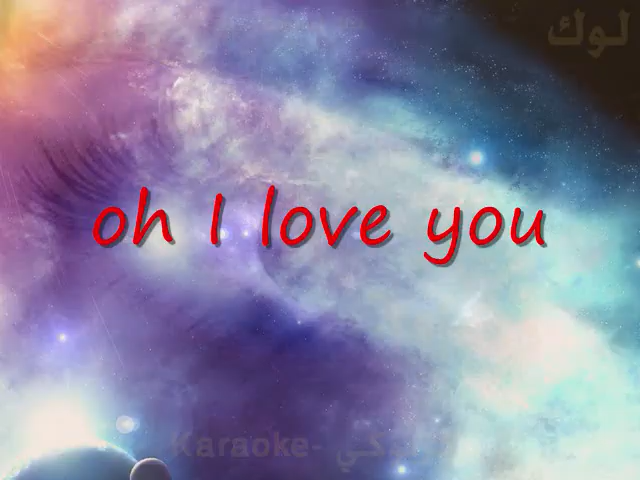 لوك
oh I love you
Karaoke-